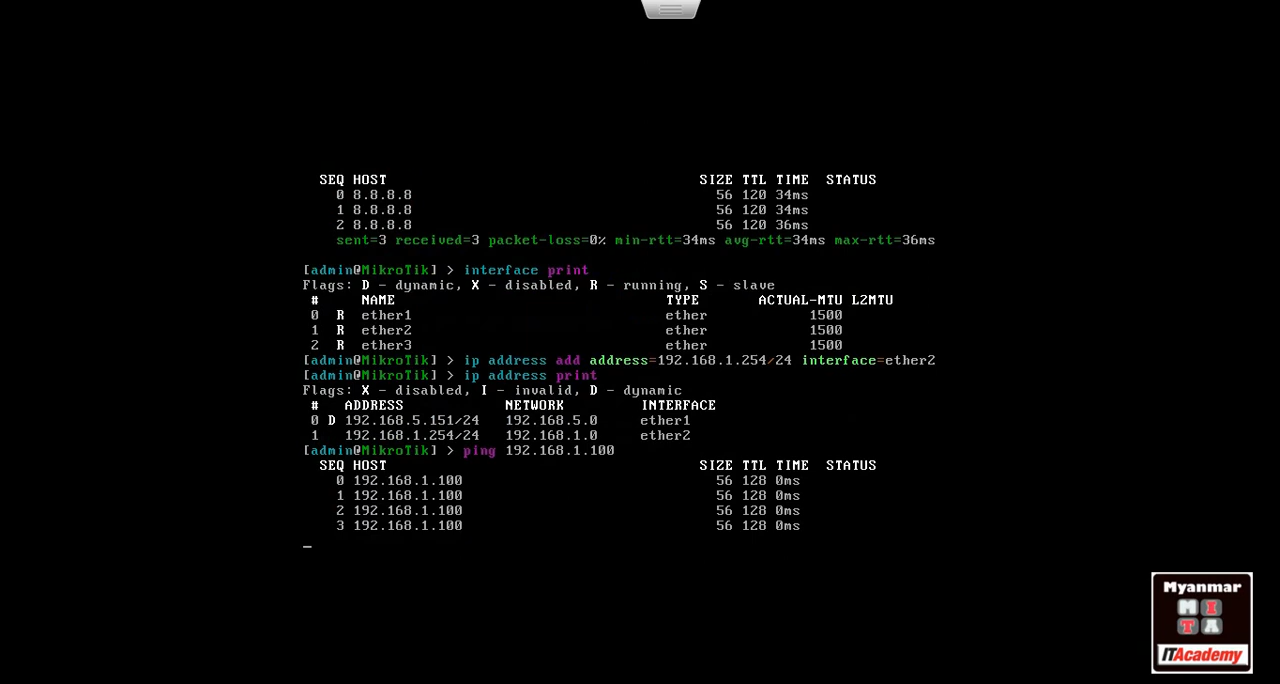 SEQ HOST SIZE TTL TIME STATUS
0 8.8.8.8 56 120 34ms
1 8.8.8.8 56 120 34ms
2 8.8.8.8 56 120 36ms
sent=3 received=3 packet-loss=0% min-rtt=34ms avg-rtt=34ms max-rtt=36ms
[admin@MikroTik] > interface print
Flags: D - dynamic, X - disabled, R - running, S - slave
# NAME TYPE ACTUAL-MTU L2MTU
0 R ether1 ether 1500
1 R ether2 ether 1500
2 R ether3 ether 1500
[admin@MikroTik] > ip address add address=192.168.1.254/24 interface=ether2
[admin@MikroTik] > ip address print
Flags: X - disabled, I - invalid, D - dynamic
# ADDRESS NETWORK INTERFACE
0 D 192.168.5.151/24 192.168.5.0 ether1
1 192.168.1.254/24 192.168.1.0 ether2
[admin@MikroTik] > ping 192.168.1.100
SEQ HOST SIZE TTL TIME STATUS
0 192.168.1.100 56 128 0ms
1 192.168.1.100 56 128 0ms
2 192.168.1.100 56 128 0ms
3 192.168.1.100 56 128 0ms
_
Myanmar
M I
T A
ITAcademy